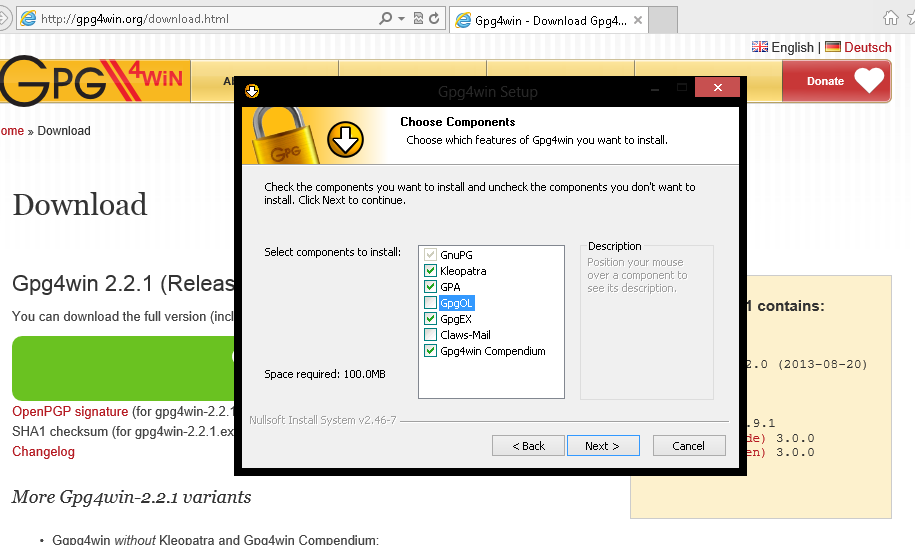 http://gpg4win.org/download.html
Gpg4win - Download Gpg4...
English | Deutsch
GPG4WiN
Donate
ome » Download
Download
Gpg4win 2.2.1 (Releas
You can download the full version (incl
OpenPGP signature (for gpg4win-2.2.1
SHA1 checksum (for gpg4win-2.2.1.ex
Changelog
More Gpg4win-2.2.1 variants
• Gpg4win without Kleopatra and Gpg4win Compendium:
1 contains:
2.0 (2013-08-20)
.9.1
de) 3.0.0
en) 3.0.0
Gpg4win Setup
GPG
Choose Components
Choose which features of Gpg4win you want to install.
Check the components you want to install and uncheck the components you don't want to
install. Click Next to continue.
Select components to install:
GnuPG
Kleopatra
GPA
GpgOL
GpgEX
Claws-Mail
Gpg4win Compendium
Description
Position your mouse
over a component to
see its description.
Space required: 100.0MB
Nullsoft Install System v2.46-7
< Back
Next >
Cancel